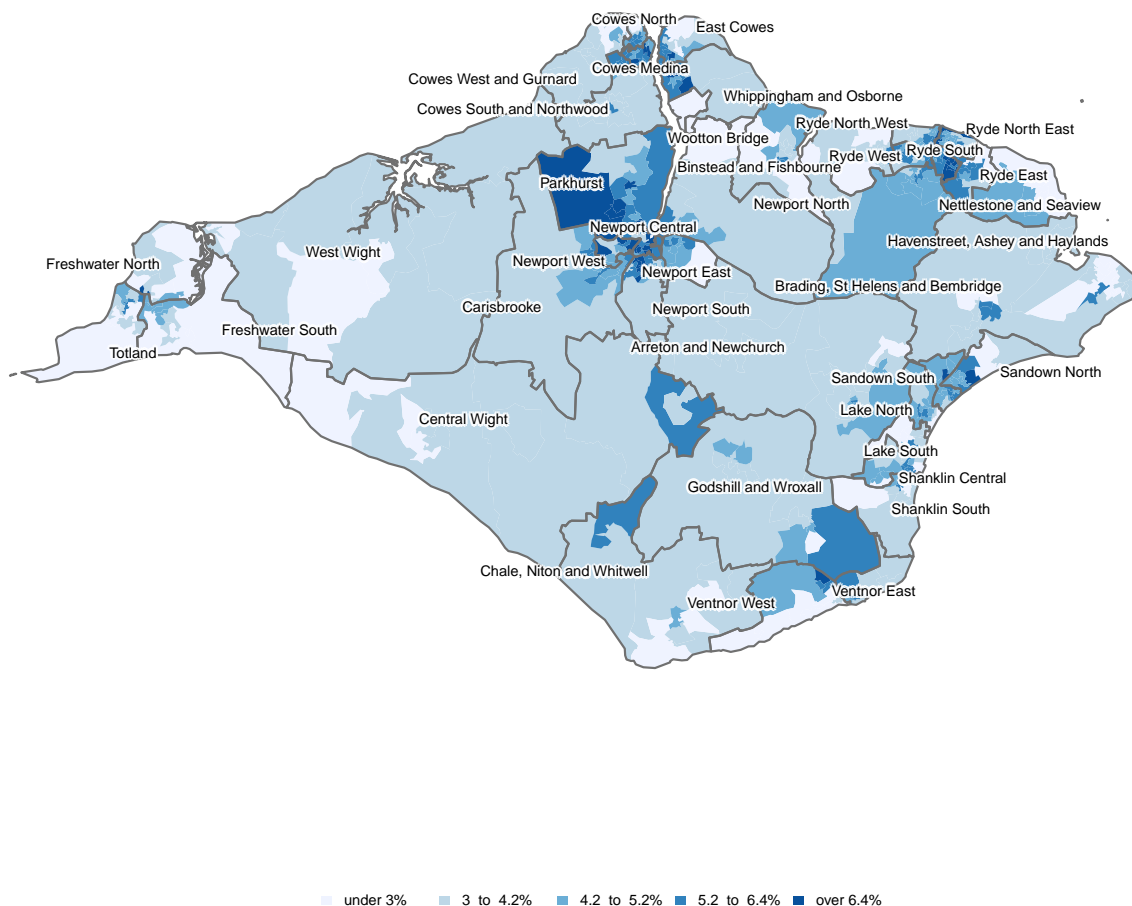 Cowes North
East Cowes
Cowes Medina
Cowes West and Gurnard
Whippingham and Osborne
Cowes South and Northwood
Ryde North West
Ryde North East
Wootton Bridge
Ryde South
Ryde West
Binstead and Fishbourne
Ryde East
Parkhurst
Newport North
Nettlestone and Seaview
Newport Central
Havenstreet, Ashey and Haylands
West Wight
Freshwater North
Newport West
Newport East
Brading, St Helens and Bembridge
Carisbrooke
Newport South
Freshwater South
Arreton and Newchurch
Totland
Sandown North
Sandown South
Lake North
Central Wight
Lake South
Shanklin Central
Godshill and Wroxall
Shanklin South
Chale, Niton and Whitwell
Ventnor East
Ventnor West
under 3% 3 to 4.2% 4.2 to 5.2% 5.2 to 6.4% over 6.4%